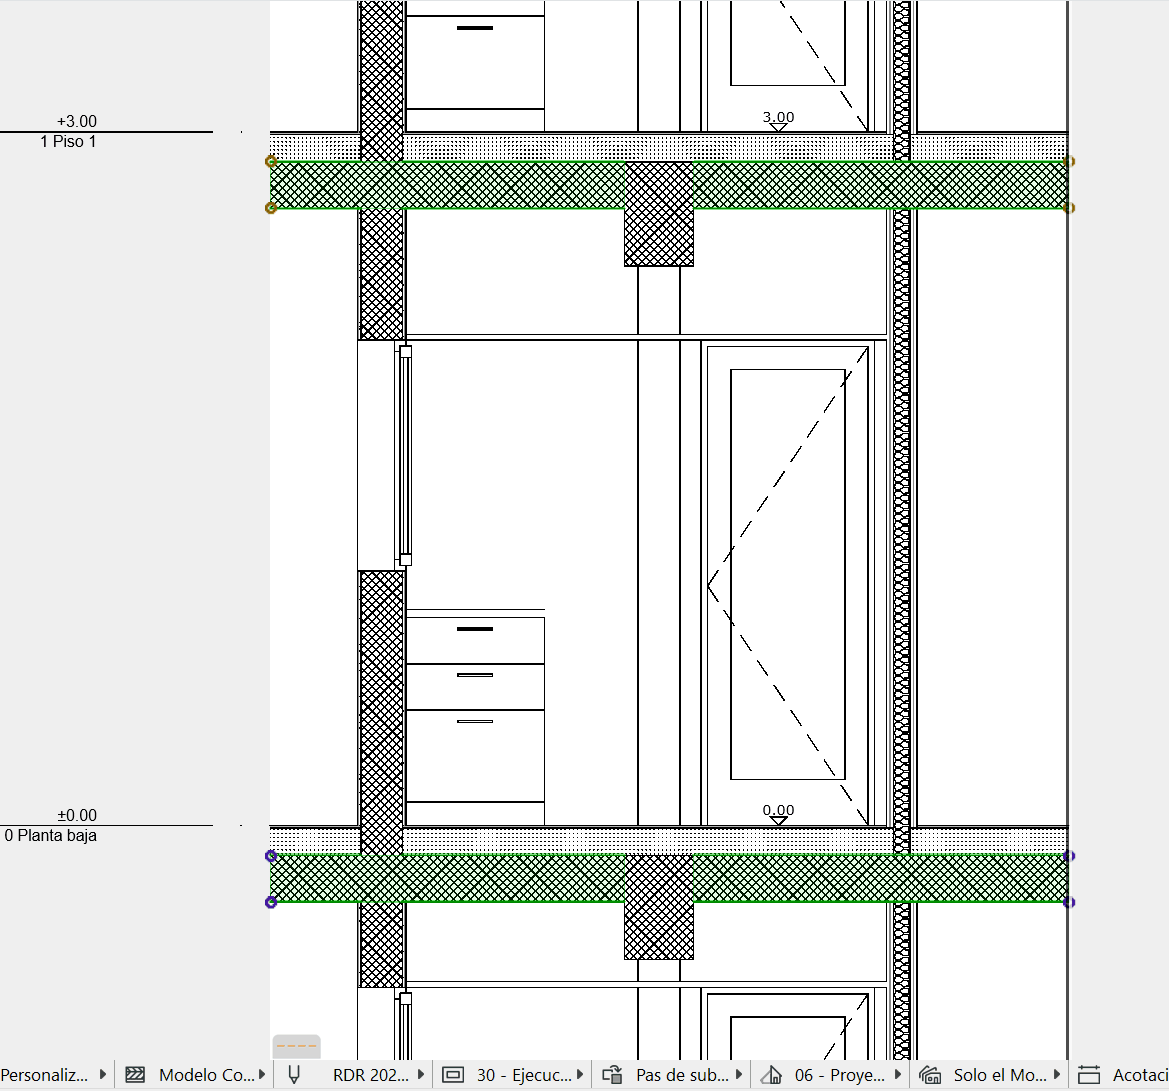 +3.00
1 Piso 1
3.00
±0.00
0 Planta baja
0.00
Personaliz...
Modelo Co...
RDR 202...
30 - Ejecuc...
Pas de sub...
06 - Proye...
Solo el Mo...
Acotaci